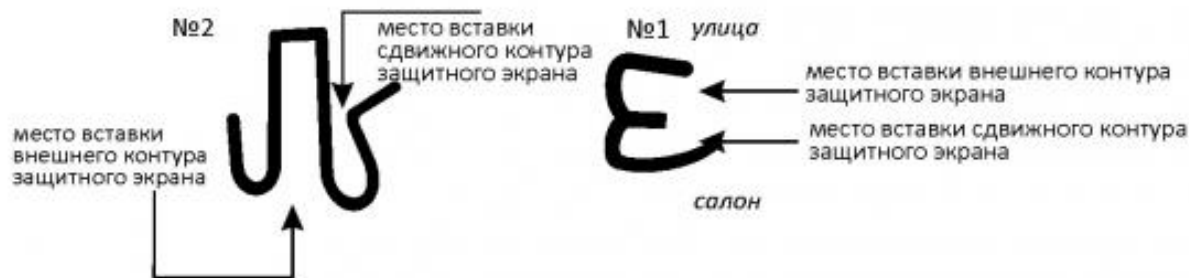 №2
место вставки
сдвижного контура
защитного экрана
место вставки
внешнего контура
защитного экрана
№1 улица
место вставки внешнего контура
защитного экрана
место вставки сдвижного контура
защитного экрана
салон